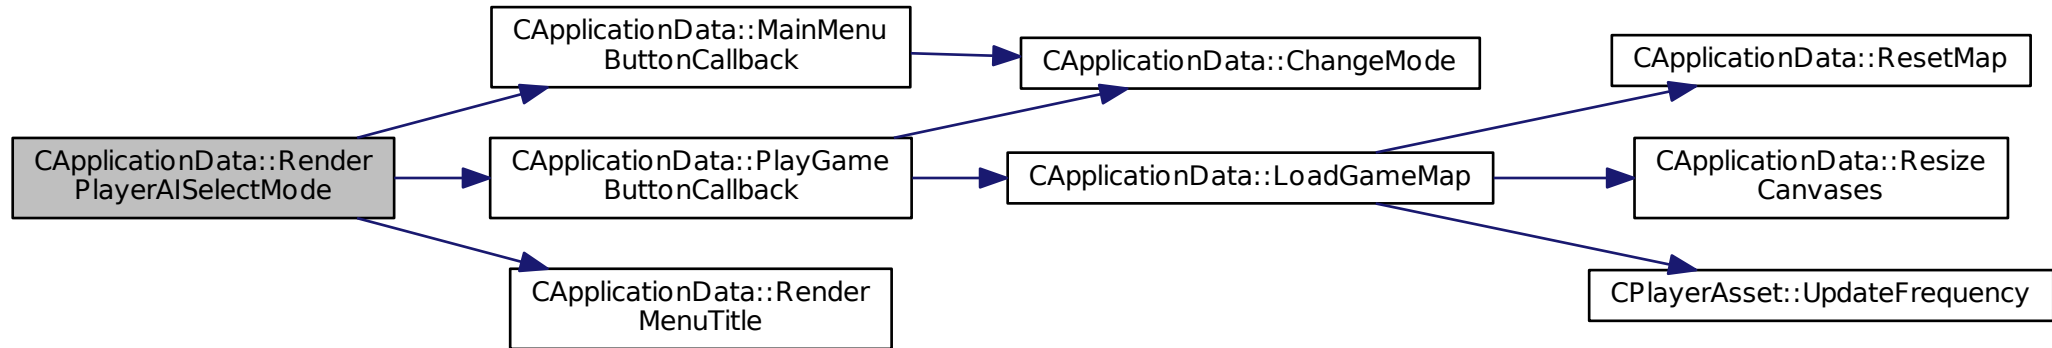 CApplicationData::Render
PlayerAISelectMode
CApplicationData::MainMenu
ButtonCallback
CApplicationData::PlayGame
ButtonCallback
CApplicationData::Render
MenuTitle
CApplicationData::ChangeMode
CApplicationData::LoadGameMap
CApplicationData::ResetMap
CApplicationData::Resize
Canvases
CPlayerAsset::UpdateFrequency